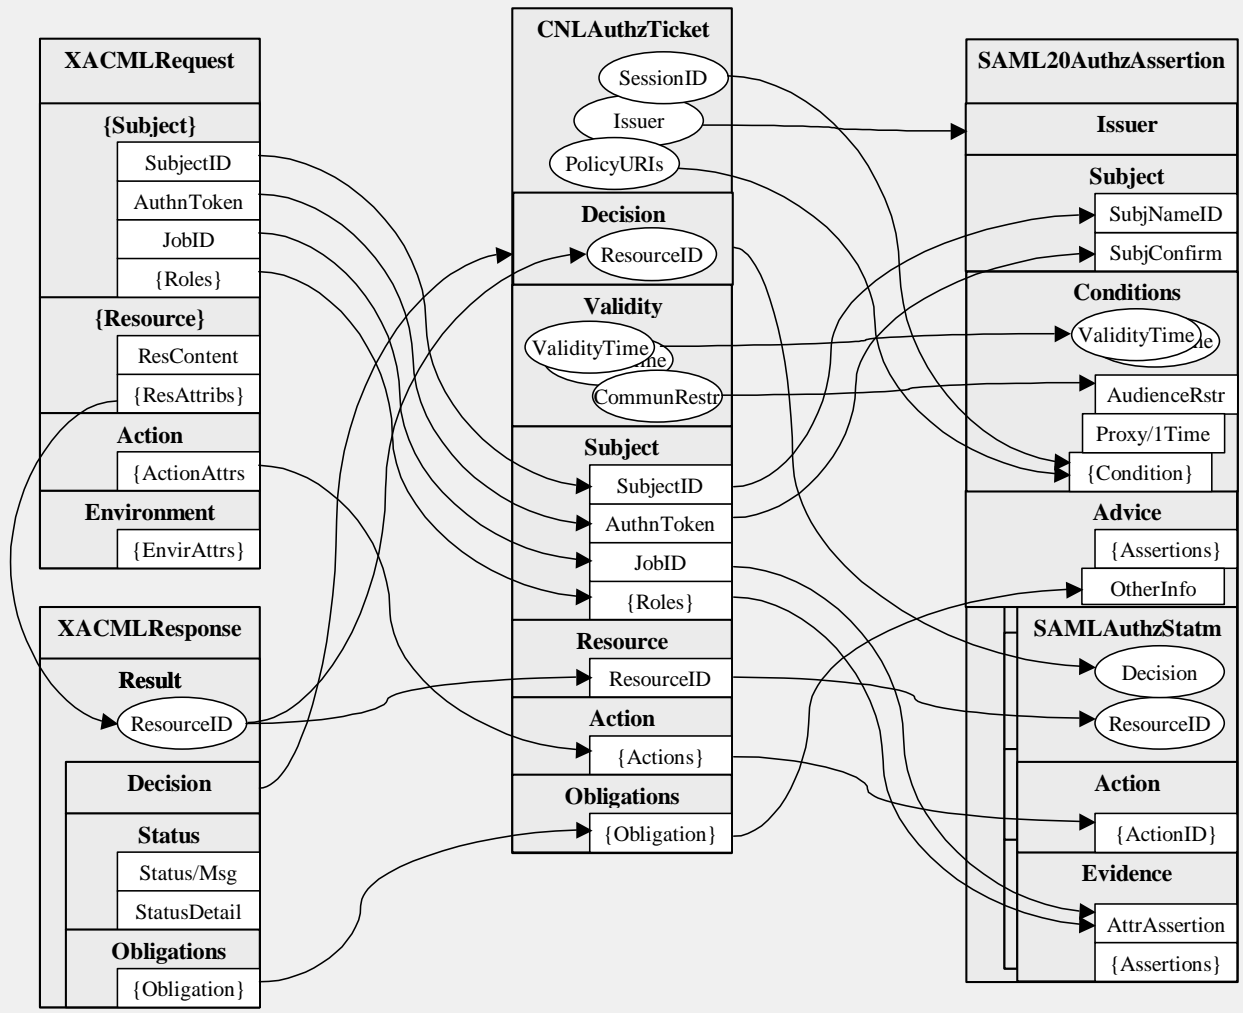 XACMLRequest
{Subject}
SubjectID
AuthnToken
JobID
{Roles}
{Resource}
ResContent
{ResAttribs}
Action
{ActionAttrs
Environment
{EnvirAttrs}
XACMLResponse
Result
ResourceID
Decision
Status
Status/Msg
StatusDetail
Obligations
{Obligation}
CNLAuthzTicket
SessionID
Issuer
PolicyURIs
Decision
ResourceID
Validity
ValidityTime
CommunRestr
Subject
SubjectID
AuthnToken
JobID
{Roles}
Resource
ResourceID
Action
{Actions}
Obligations
{Obligation}
SAML20AuthzAssertion
Issuer
Subject
SubjNameID
SubjConfirm
Conditions
ValidityTime
AudienceRstr
Proxy/1Time
{Condition}
Advice
{Assertions}
OtherInfo
SAMLAuthzStatm
Decision
ResourceID
Action
{ActionID}
Evidence
AttrAssertion
{Assertions}